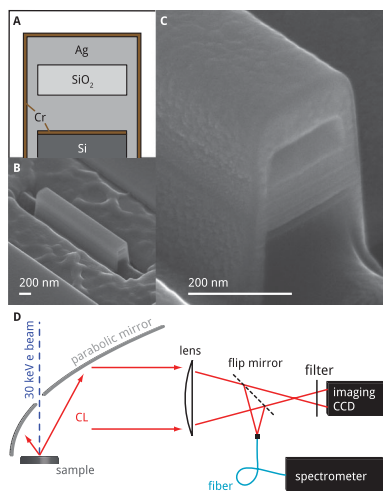 A
Ag
SiO2
Cr
Si
B
200 nm
C
200 nm
D
30 keV e beam
parabolic mirror
CL
sample
lens
flip mirror
filter
imaging
CCD
fiber
spectrometer